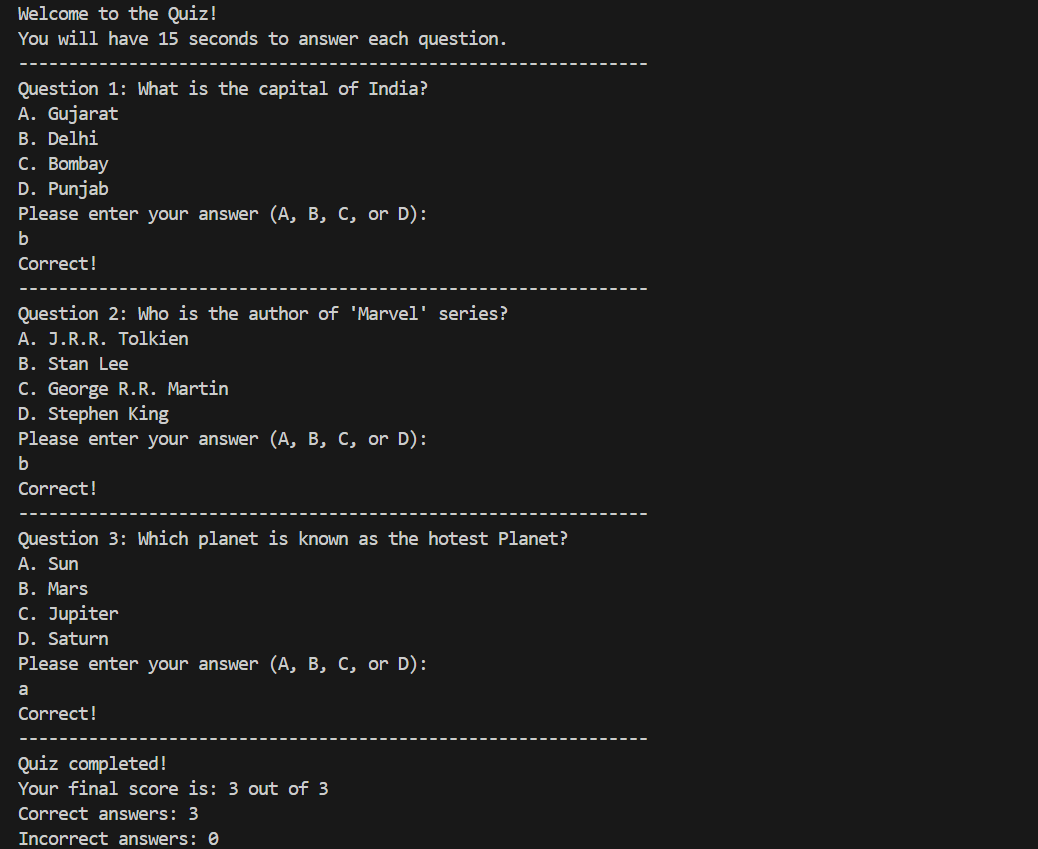 Welcome to the Quiz!
You will have 15 seconds to answer each question.
---------------------------------------------------------------
Question 1: What is the capital of India?
A. Gujarat
B. Delhi
C. Bombay
D. Punjab
Please enter your answer (A, B, C, or D):
b
Correct!
---------------------------------------------------------------
Question 2: Who is the author of 'Marvel' series?
A. J.R.R. Tolkien
B. Stan Lee
C. George R.R. Martin
D. Stephen King
Please enter your answer (A, B, C, or D):
b
Correct!
---------------------------------------------------------------
Question 3: Which planet is known as the hotest Planet?
A. Sun
B. Mars
C. Jupiter
D. Saturn
Please enter your answer (A, B, C, or D):
a
Correct!
---------------------------------------------------------------
Quiz completed!
Your final score is: 3 out of 3
Correct answers: 3
Incorrect answers: 0